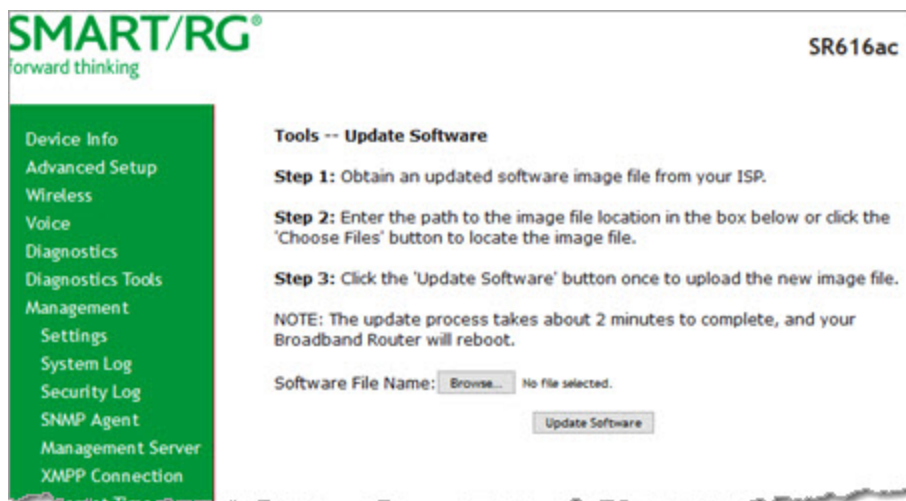 SMART/RG®
forward thinking
SR616ac
Device Info
Advanced Setup
Wireless
Voice
Diagnostics
Diagnostics Tools
Management
Settings
System Log
Security Log
SNMP Agent
Management Server
XMPP Connection
Tools -- Update Software
Step 1: Obtain an updated software image file from your ISP.
Step 2: Enter the path to the image file location in the box below or click the
'Choose Files' button to locate the image file.
Step 3: Click the 'Update Software' button once to upload the new image file.
NOTE: The update process takes about 2 minutes to complete, and your
Broadband Router will reboot.
Software File Name: Browse... No file selected.
Update Software